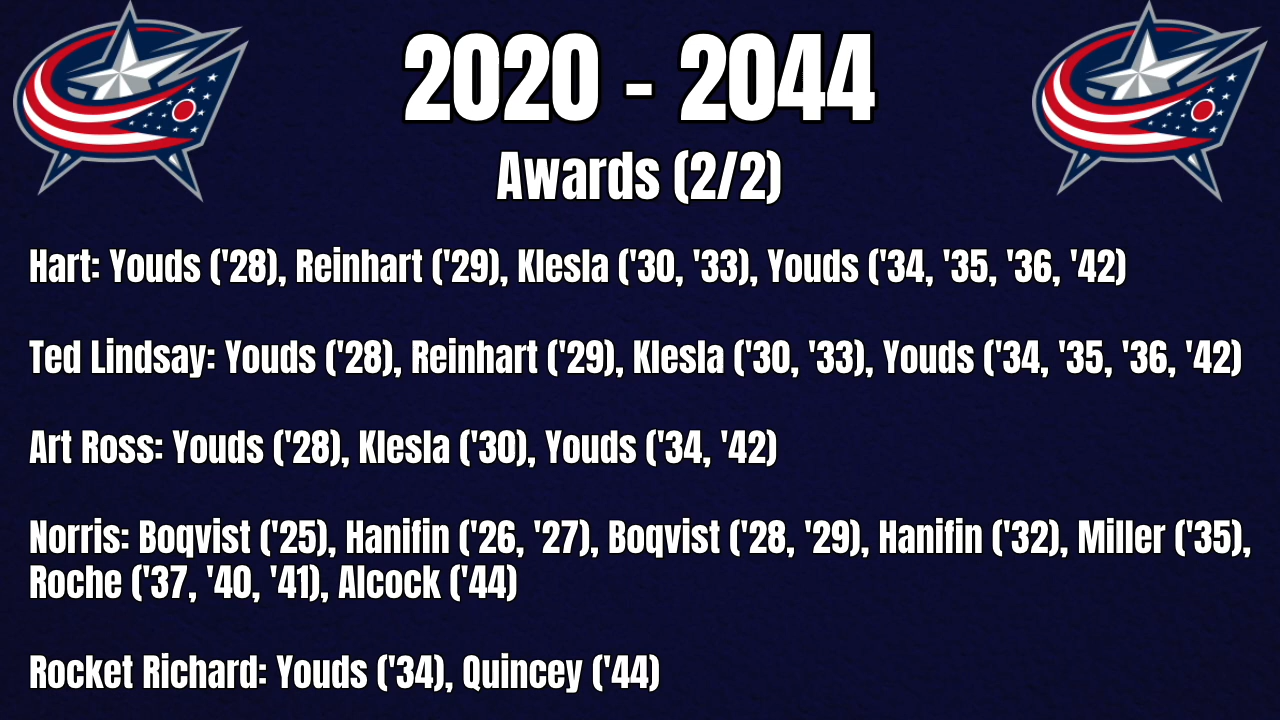 2020 - 2044
Awards (2/2)
Hart: Youds ('28), Reinhart ('29), Klesla ('30, '33), Youds ('34, '35, '36, '42)
Ted Lindsay: Youds ('28), Reinhart ('29), Klesla ('30, '33), Youds ('34, '35, '36, '42)
Art Ross: Youds ('28), Klesla ('30), Youds ('34, '42)
Norris: Boqvist ('25), Hanifin ('26, '27), Boqvist ('28, '29), Hanifin ('32), Miller ('35),
Roche ('37, '40, '41), Alcock ('44)
Rocket Richard: Youds ('34), Quincey ('44)